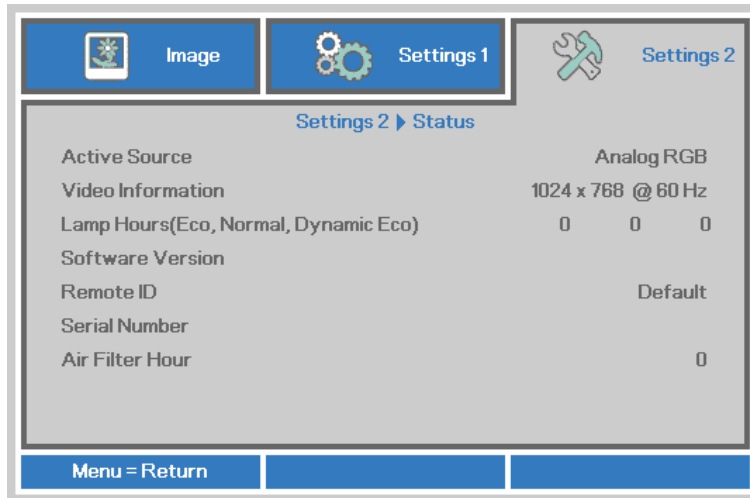 Image Settings 1 Settings 2
Settings 2 ▶ Status
Active Source Analog RGB
Video Information 1024 x 768 @ 60 Hz
Lamp Hours(Eco, Normal, Dynamic Eco) 0 0 0
Software Version
Remote ID Default
Serial Number
Air Filter Hour 0
Menu = Return